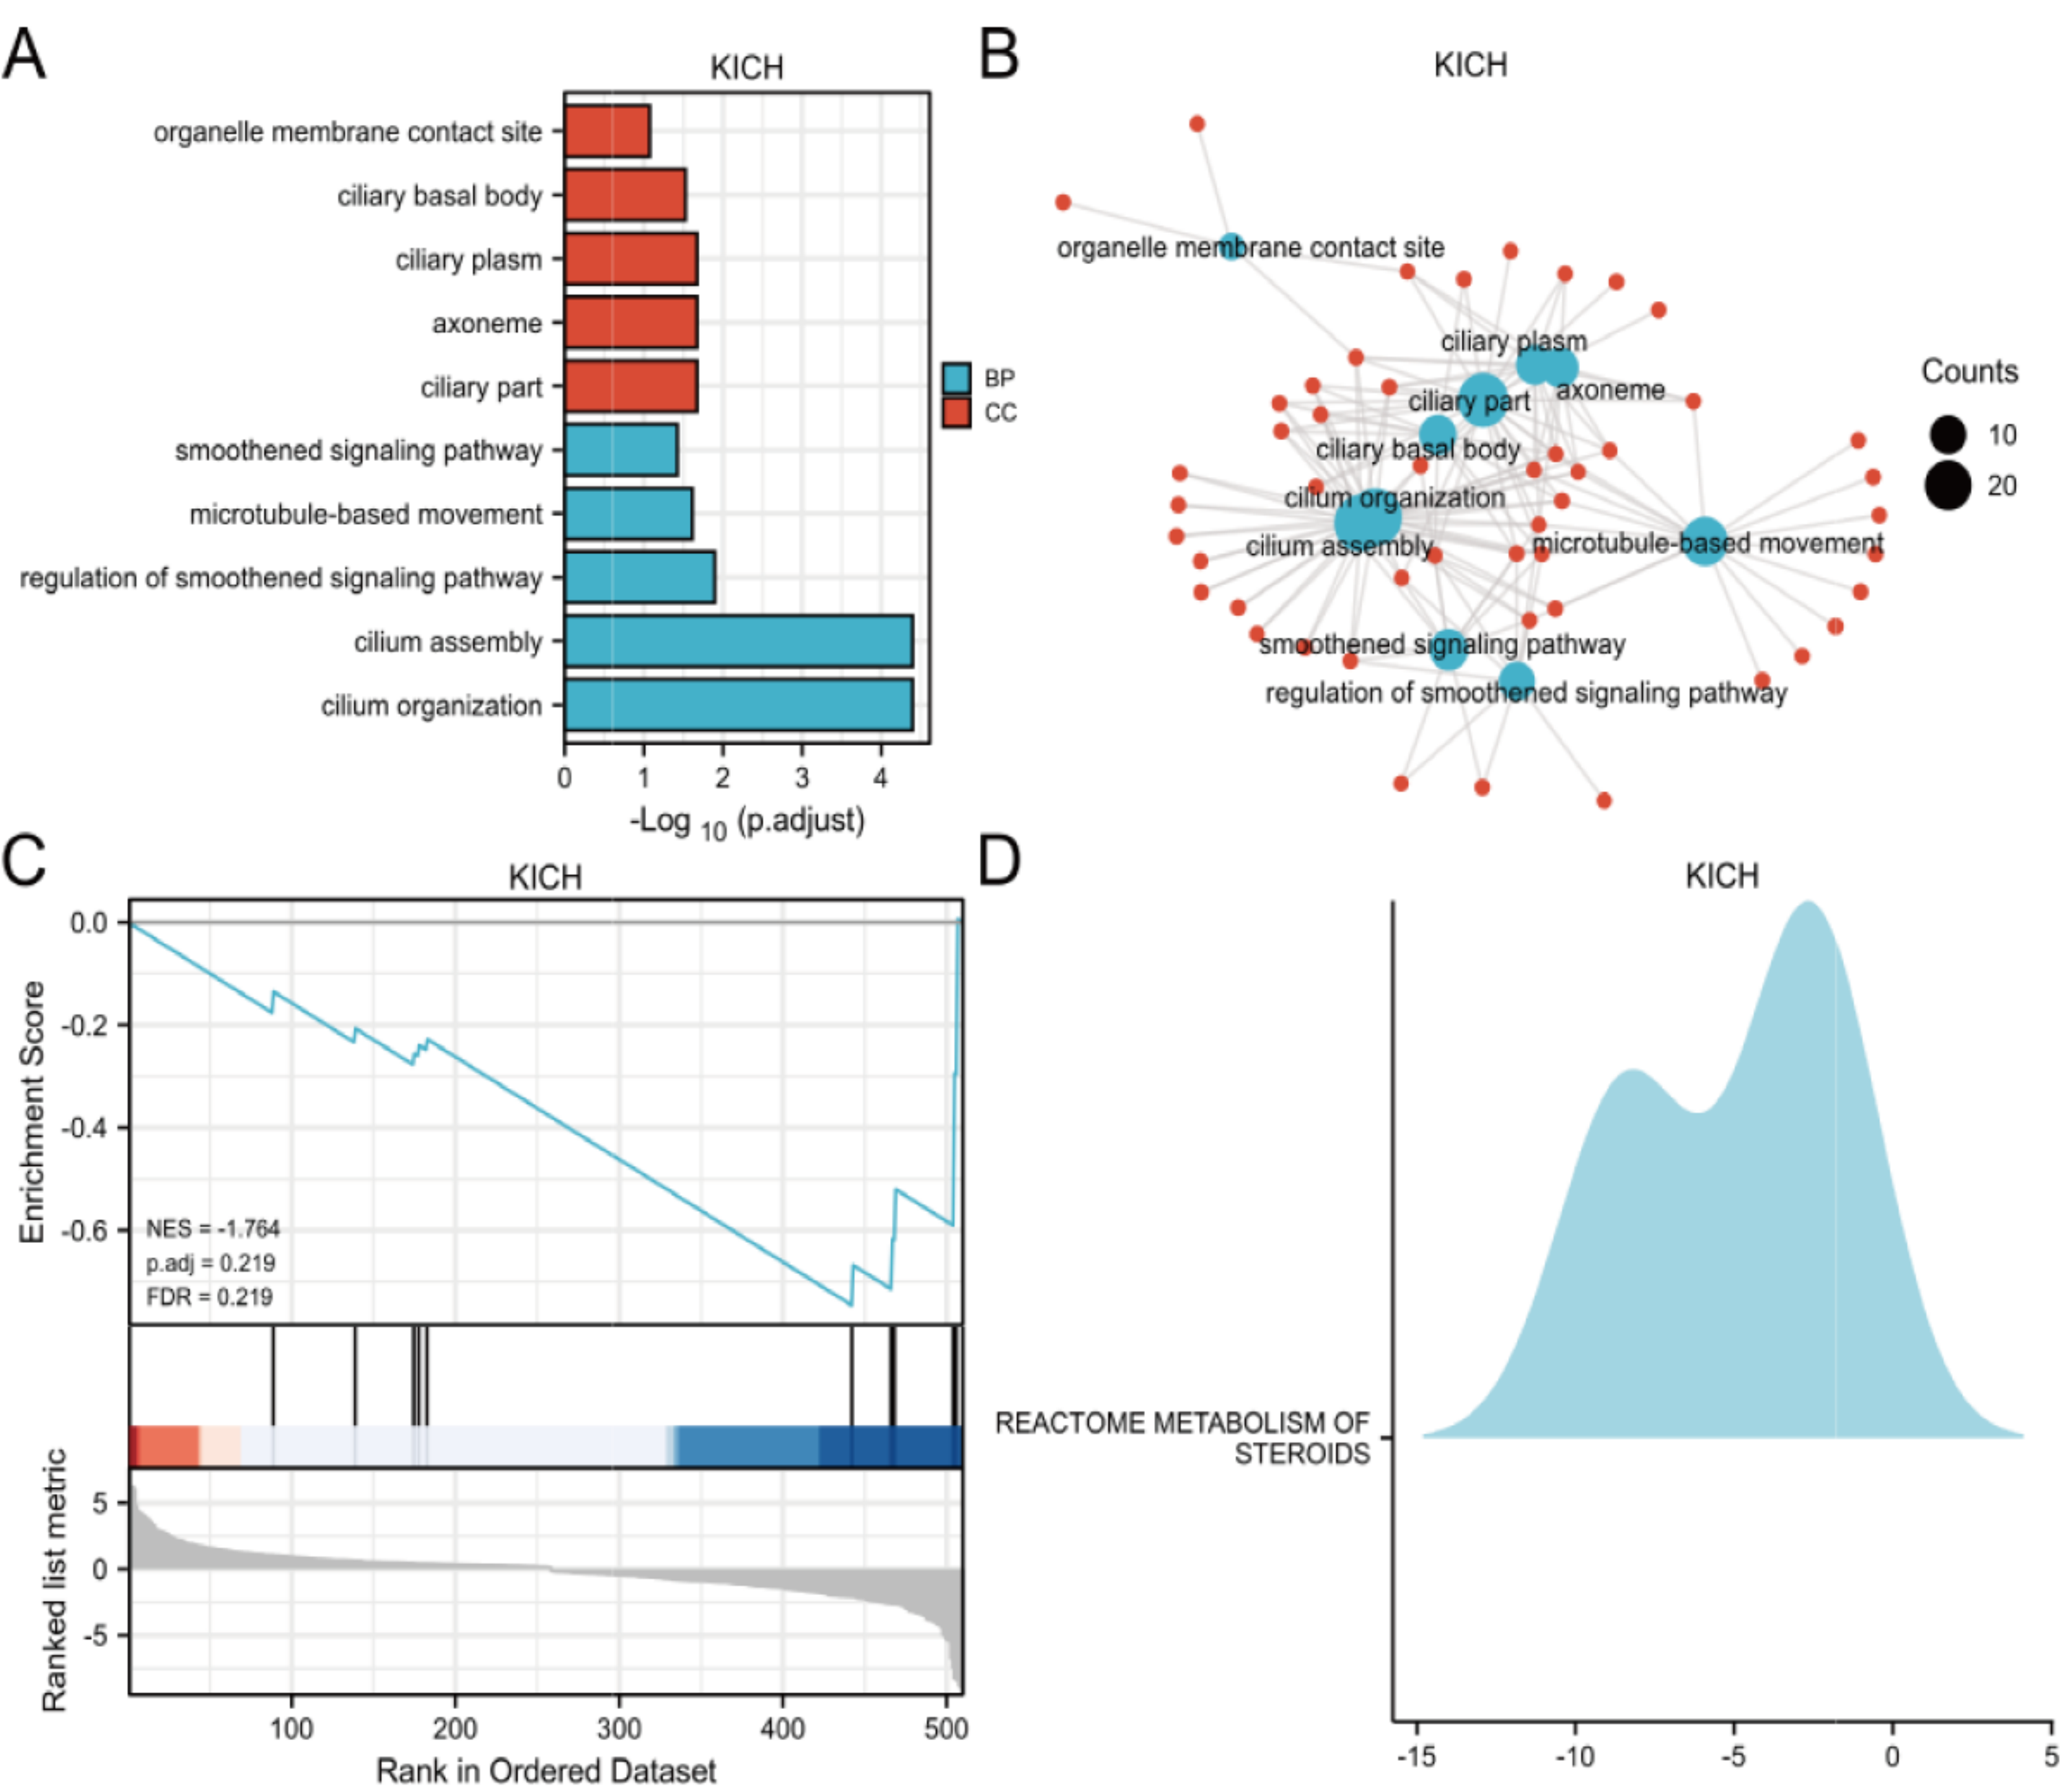 A
KICH
organelle membrane contact site
ciliary basal body
ciliary plasm
axoneme
ciliary part
smoothened signaling pathway
microtubule-based movement
regulation of smoothened signaling pathway
cilium assembly
cilium organization
0 1 2 3 4
-Log 10 (p.adjust)
BP
CC
B
KICH
organelle membrane contact site
ciliary plasm
axoneme
ciliary part
ciliary basal body
cilium organization
cilium assembly
microtubule-based movement
smoothened signaling pathway
regulation of smoothened signaling pathway
Counts
10
20
C
KICH
Enrichment Score
0.0
-0.2
-0.4
-0.6
NES = -1.764
p.adj = 0.219
FDR = 0.219
Ranked list metric
5
0
-5
100 200 300 400 500
Rank in Ordered Dataset
D
KICH
REACTOME METABOLISM OF
STEROIDS
-15 -10 -5 0 5